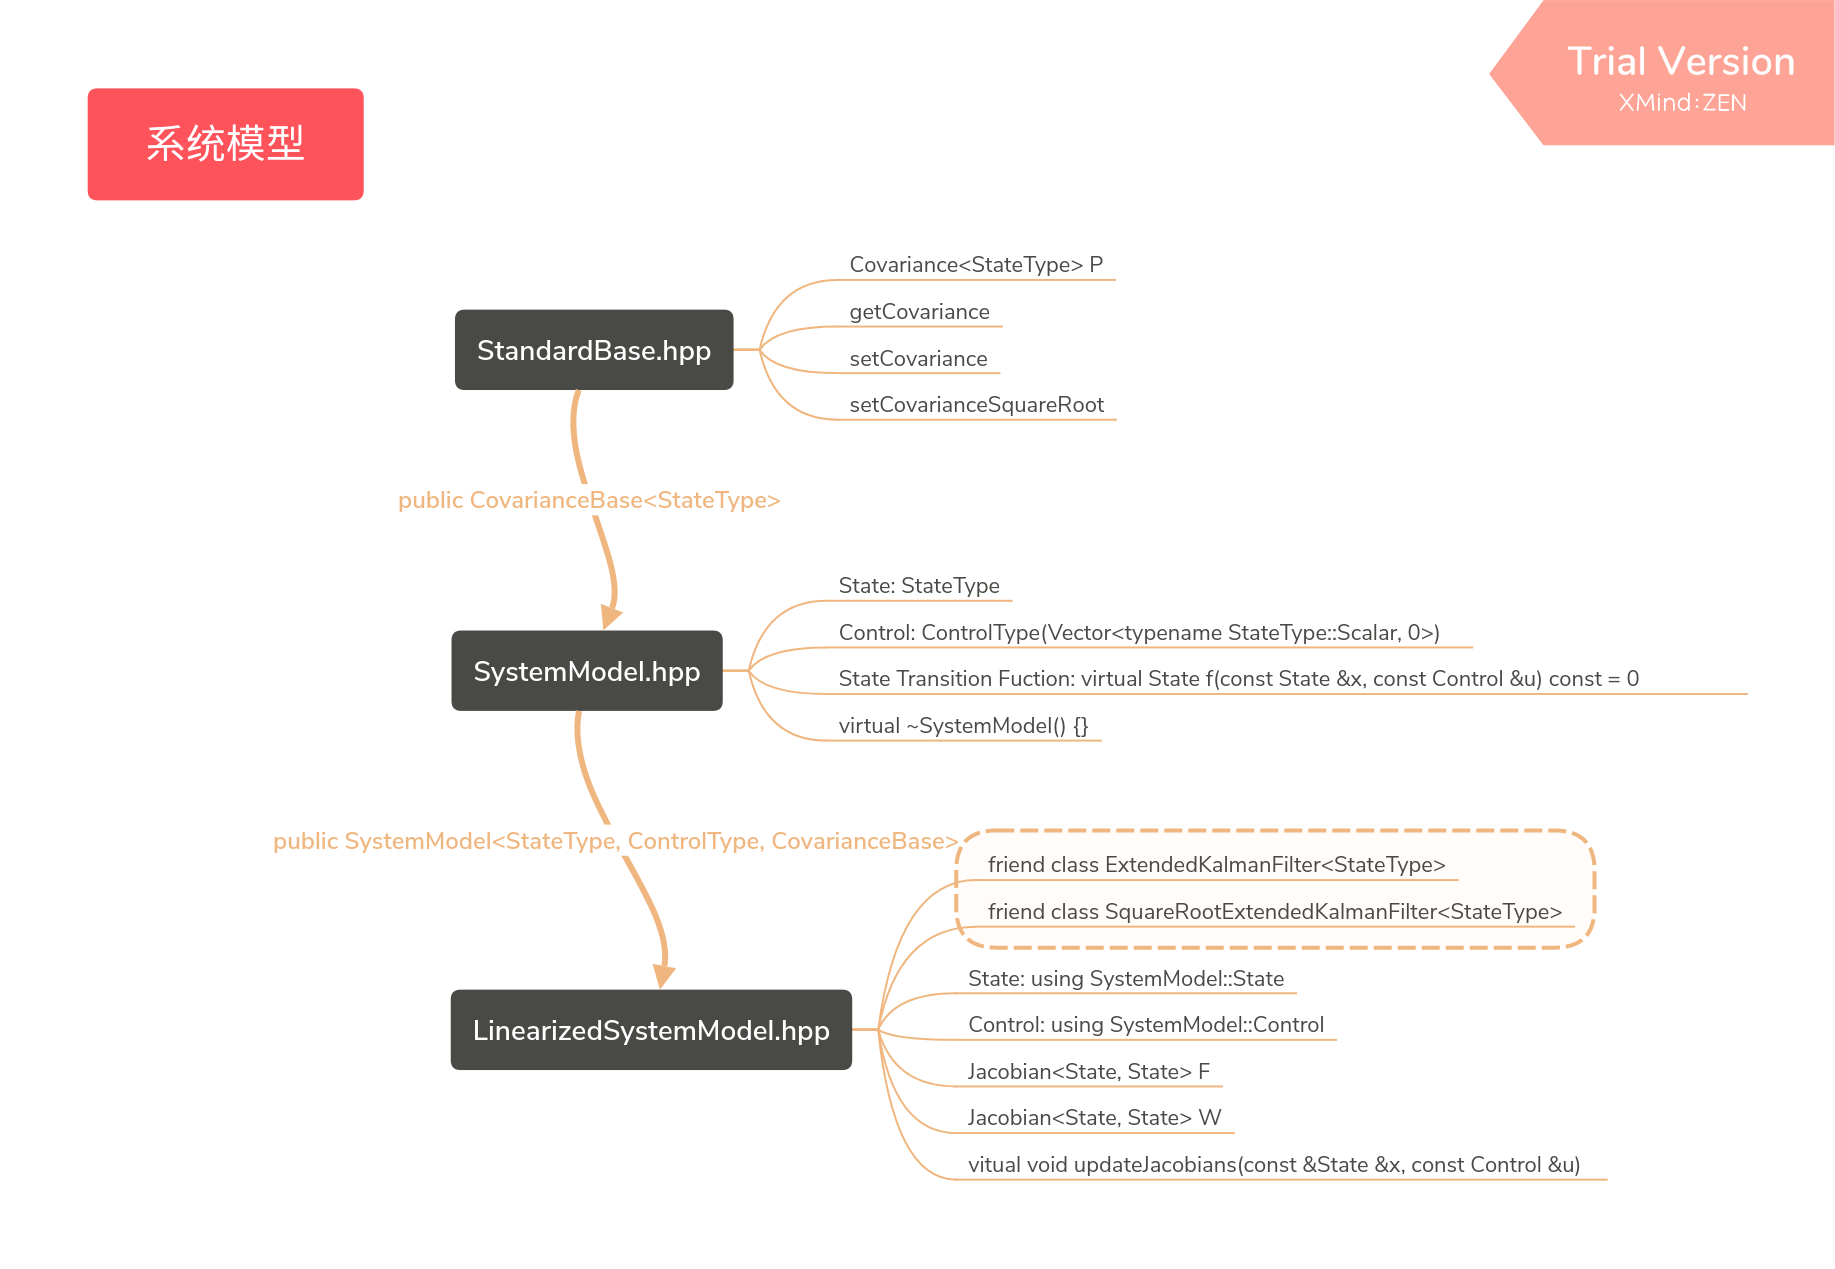 Trial Version
XMind:ZEN
系统模型
StandardBase.hpp
Covariance<StateType> P
getCovariance
setCovariance
setCovarianceSquareRoot
public CovarianceBase<StateType>
SystemModel.hpp
State: StateType
Control: ControlType(Vector<typename StateType::Scalar, 0>)
State Transition Fuction: virtual State f(const State &x, const Control &u) const = 0
virtual ~SystemModel() {}
public SystemModel<StateType, ControlType, CovarianceBase>
LinearizedSystemModel.hpp
friend class ExtendedKalmanFilter<StateType>
friend class SquareRootExtendedKalmanFilter<StateType>
State: using SystemModel::State
Control: using SystemModel::Control
Jacobian<State, State> F
Jacobian<State, State> W
vitual void updateJacobians(const &State &x, const Control &u)